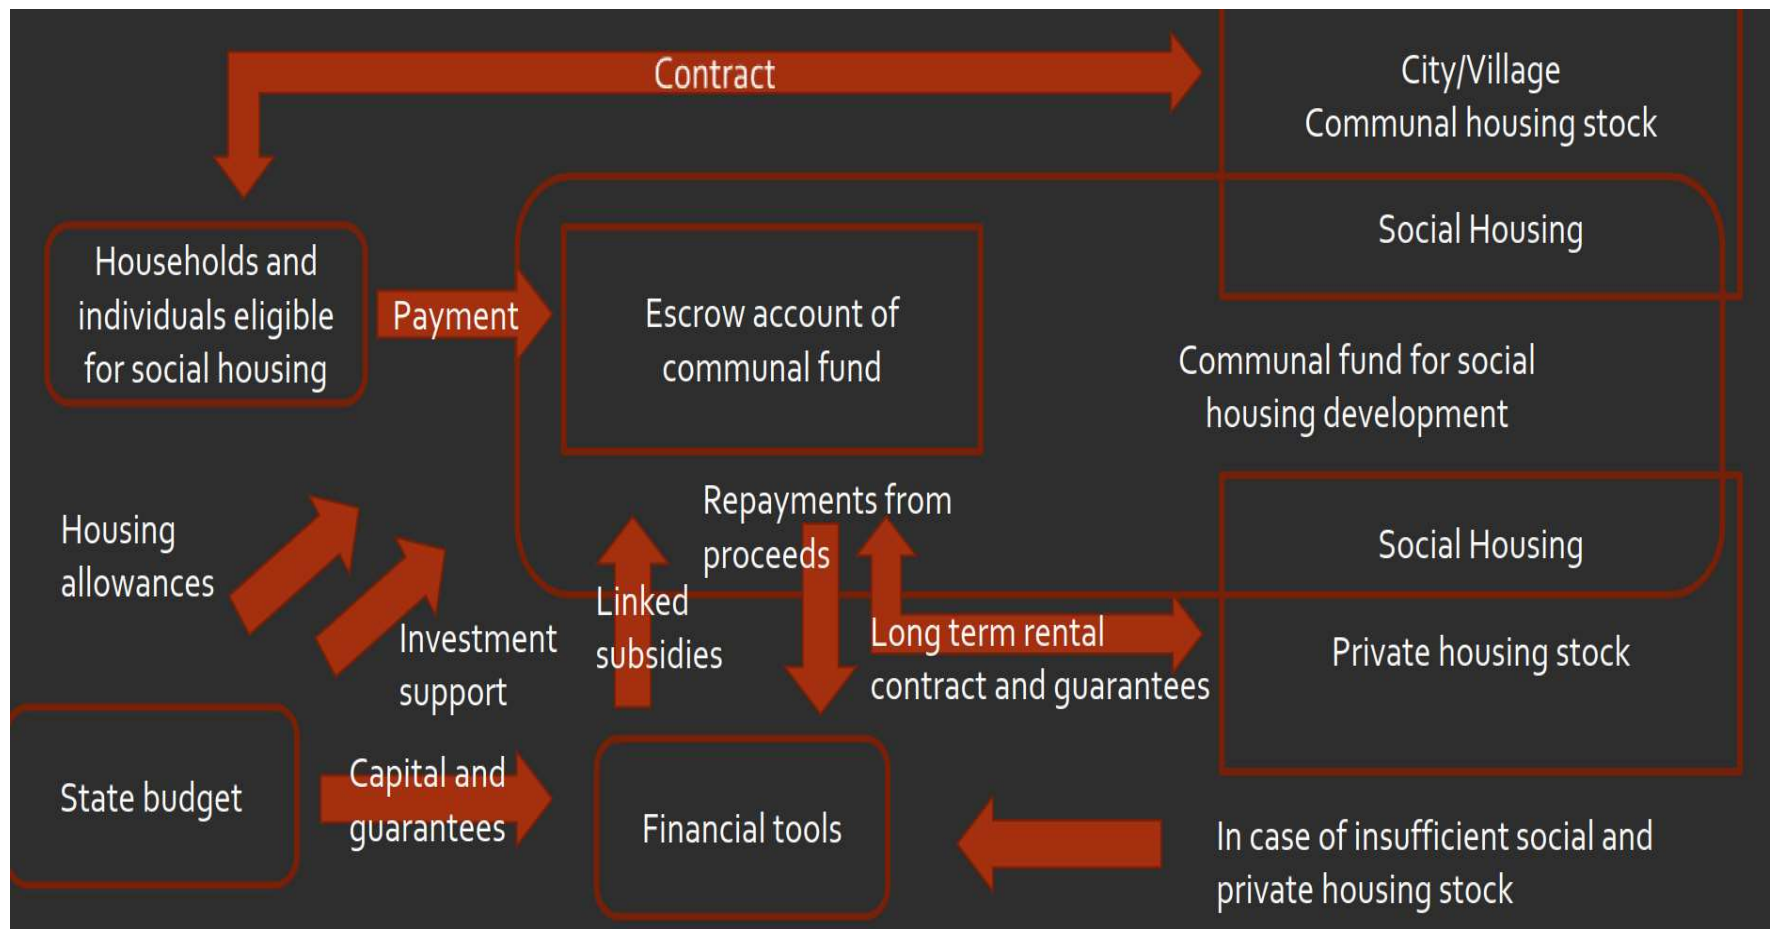 Contract
City/Village
Communal housing stock
Social Housing
Households and
individuals eligible
for social housing
Payment
Escrow account of
communal fund
Communal fund for social
housing development
Housing
allowances
Investment
support
Linked
subsidies
Repayments from
proceeds
Long term rental
contract and guarantees
Social Housing
Private housing stock
State budget
Capital and
guarantees
Financial tools
In case of insufficient social and
private housing stock